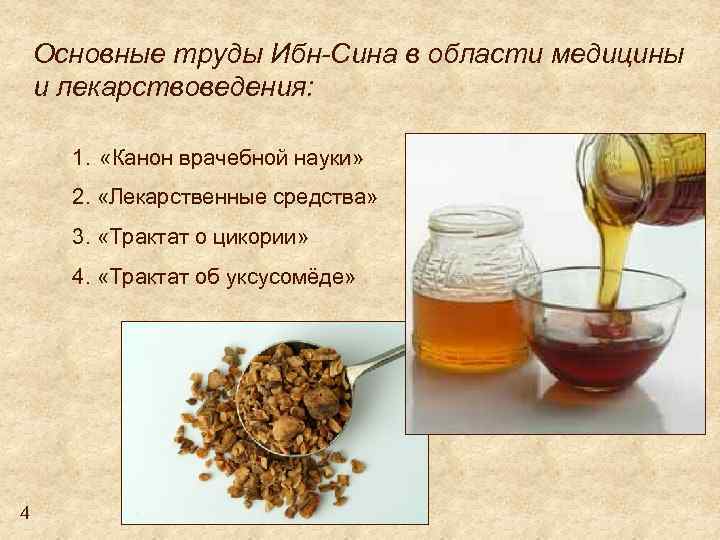 Основные труды Ибн-Сина в области медицины
и лекарствоведения:
1. «Канон врачебной науки»
2. «Лекарственные средства»
3. «Трактат о цикории»
4. «Трактат об уксусомёде»
4